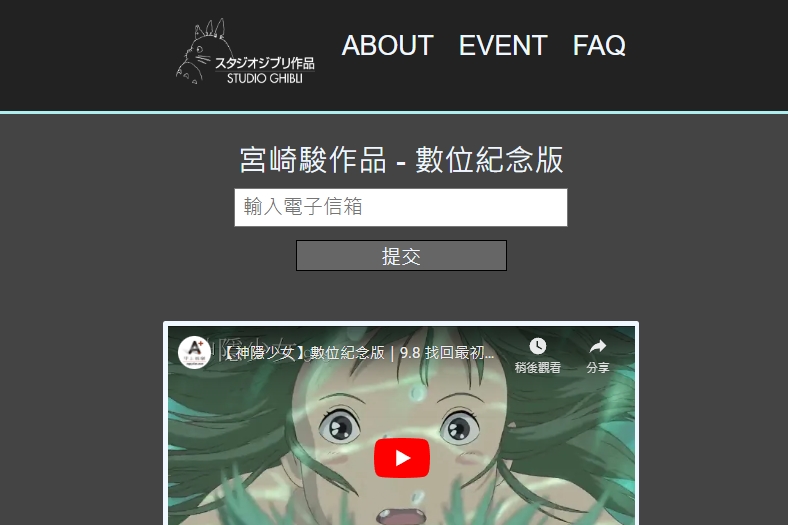 スタジオジブリ作品
STUDIO GHIBLI
ABOUT EVENT FAQ
宮崎駿作品 - 數位紀念版
輸入電子信箱
提交
【神隱少女】數位紀念版｜9.8 找回最初...
稍後觀看
分享